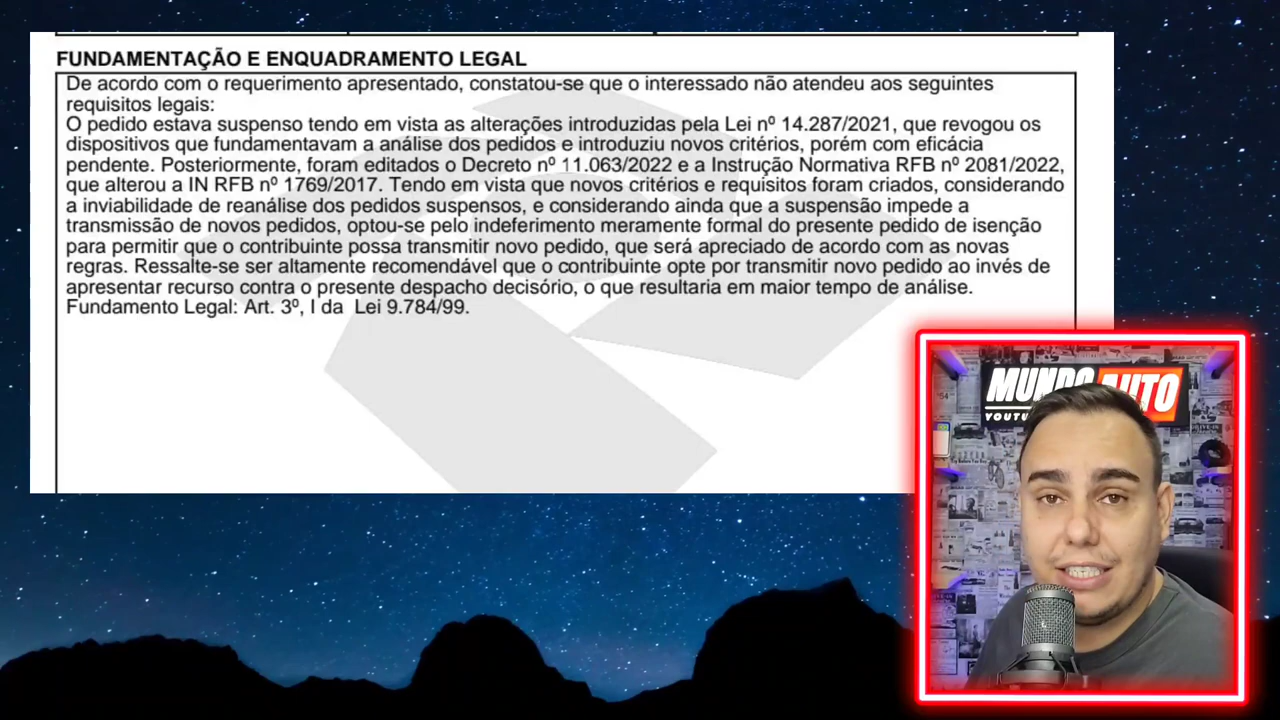 FUNDAMENTAÇÃO E ENQUADRAMENTO LEGAL
De acordo com o requerimento apresentado, constatou-se que o interessado não atendeu aos seguintes
requisitos legais:
O pedido estava suspenso tendo em vista as alterações introduzidas pela Lei nº 14.287/2021, que revogou os
dispositivos que fundamentavam a análise dos pedidos e introduziu novos critérios, porém com eficácia
pendente. Posteriormente, foram editados o Decreto nº 11.063/2022 e a Instrução Normativa RFB nº 2081/2022,
que alterou a IN RFB nº 1769/2017. Tendo em vista que novos critérios e requisitos foram criados, considerando
a inviabilidade de reanálise dos pedidos suspensos, e considerando ainda que a suspensão impede a
transmissão de novos pedidos, optou-se pelo indeferimento meramente formal do presente pedido de isenção
para permitir que o contribuinte possa transmitir novo pedido, que será apreciado de acordo com as novas
regras. Ressalte-se ser altamente recomendável que o contribuinte opte por transmitir novo pedido ao invés de
apresentar recurso contra o presente despacho decisório, o que resultaria em maior tempo de análise.
Fundamento Legal: Art. 3º, I da Lei 9.784/99.
MUNDO AUTO